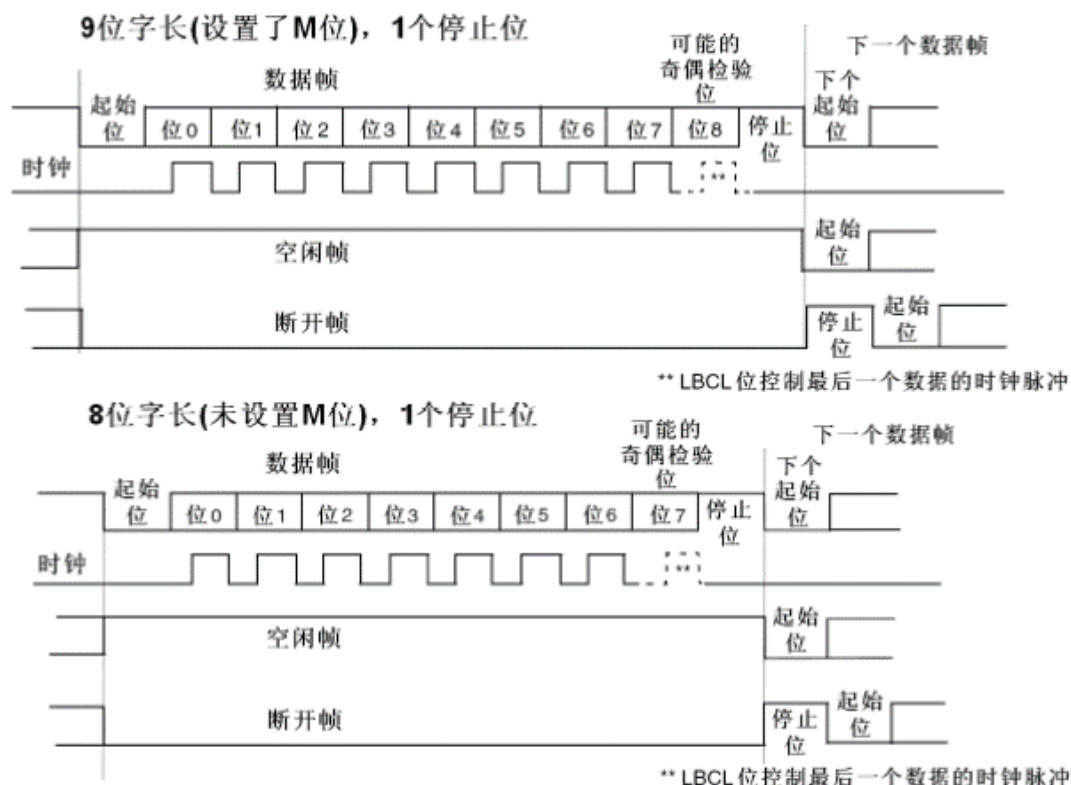 9位字长(设置了M位)，1个停止位
可能的
奇偶检验
位
下一个数据帧
数据帧
下个
起始
位
起始
位
位0
位1
位2
位3
位4
位5
位6
位7
位8
停止
位
时钟
**
空闲帧
起始
位
断开帧
停止
位
起始
位
** LBCL位控制最后一个数据的时钟脉冲
8位字长(未设置M位)，1个停止位
可能的
奇偶检验
位
下一个数据帧
数据帧
下个
起始
位
起始
位
位0
位1
位2
位3
位4
位5
位6
位7
停止
位
时钟
**
空闲帧
起始
位
断开帧
停止
位
起始
位
** LBCL位控制最后一个数据的时钟脉冲